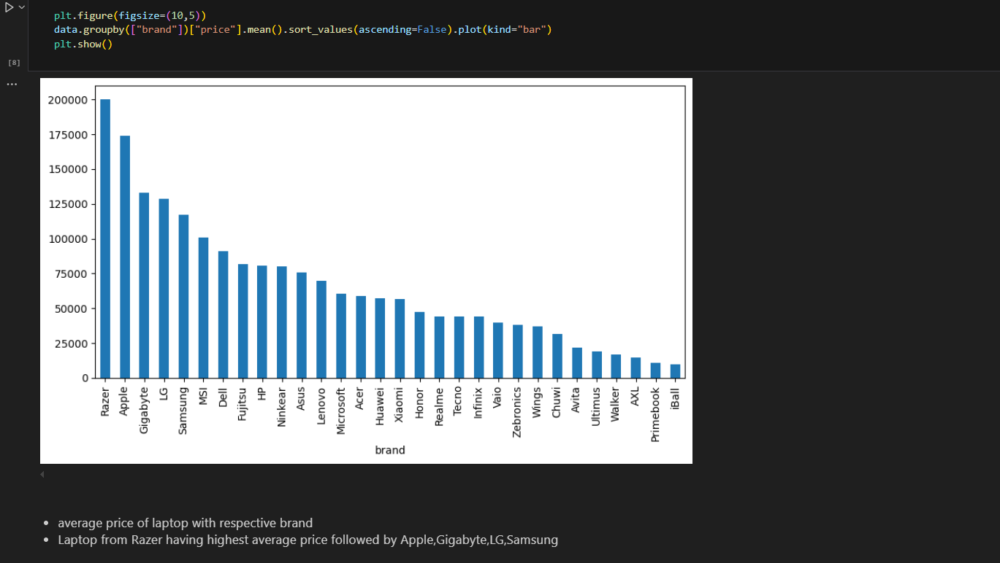 plt.figure(figsize=(10,5))
data.groupby(["brand"])["price"].mean().sort_values(ascending=False).plot(kind="bar")
plt.show()
[8]
...
200000
175000
150000
125000
100000
75000
50000
25000
0
Razer
Apple
Gigabyte
LG
Samsung
MSI
Dell
Fujitsu
HP
Ninkear
Asus
Lenovo
Microsoft
Acer
Huawei
Xiaomi
Honor
Realme
Tecno
Infinix
Vaio
Zebronics
Wings
Chuwi
Avita
Ultimus
Walker
AXL
Primebook
iBall
brand
• average price of laptop with respective brand
• Laptop from Razer having highest average price followed by Apple,Gigabyte,LG,Samsung